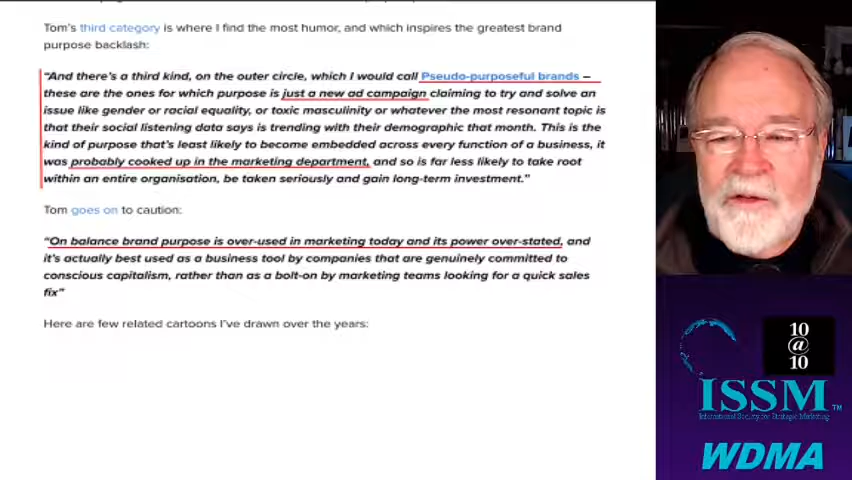 Tom's third category is where I find the most humor, and which inspires the greatest brand
purpose backlash:
"And there's a third kind, on the outer circle, which I would call Pseudo-purposeful brands –
these are the ones for which purpose is just a new ad campaign claiming to try and solve an
issue like gender or racial equality, or toxic masculinity or whatever the most resonant topic is
that their social listening data says is trending with their demographic that month. This is the
kind of purpose that's least likely to become embedded across every function of a business, it
was probably cooked up in the marketing department, and so is far less likely to take root
within an entire organisation, be taken seriously and gain long-term investment."
Tom goes on to caution:
"On balance brand purpose is over-used in marketing today and its power over-stated, and
it's actually best used as a business tool by companies that are genuinely committed to
conscious capitalism, rather than as a bolt-on by marketing teams looking for a quick sales
fix"
Here are few related cartoons I've drawn over the years:
10
@
10
ISSM™
International Society for Strategic Marketing
WDMA